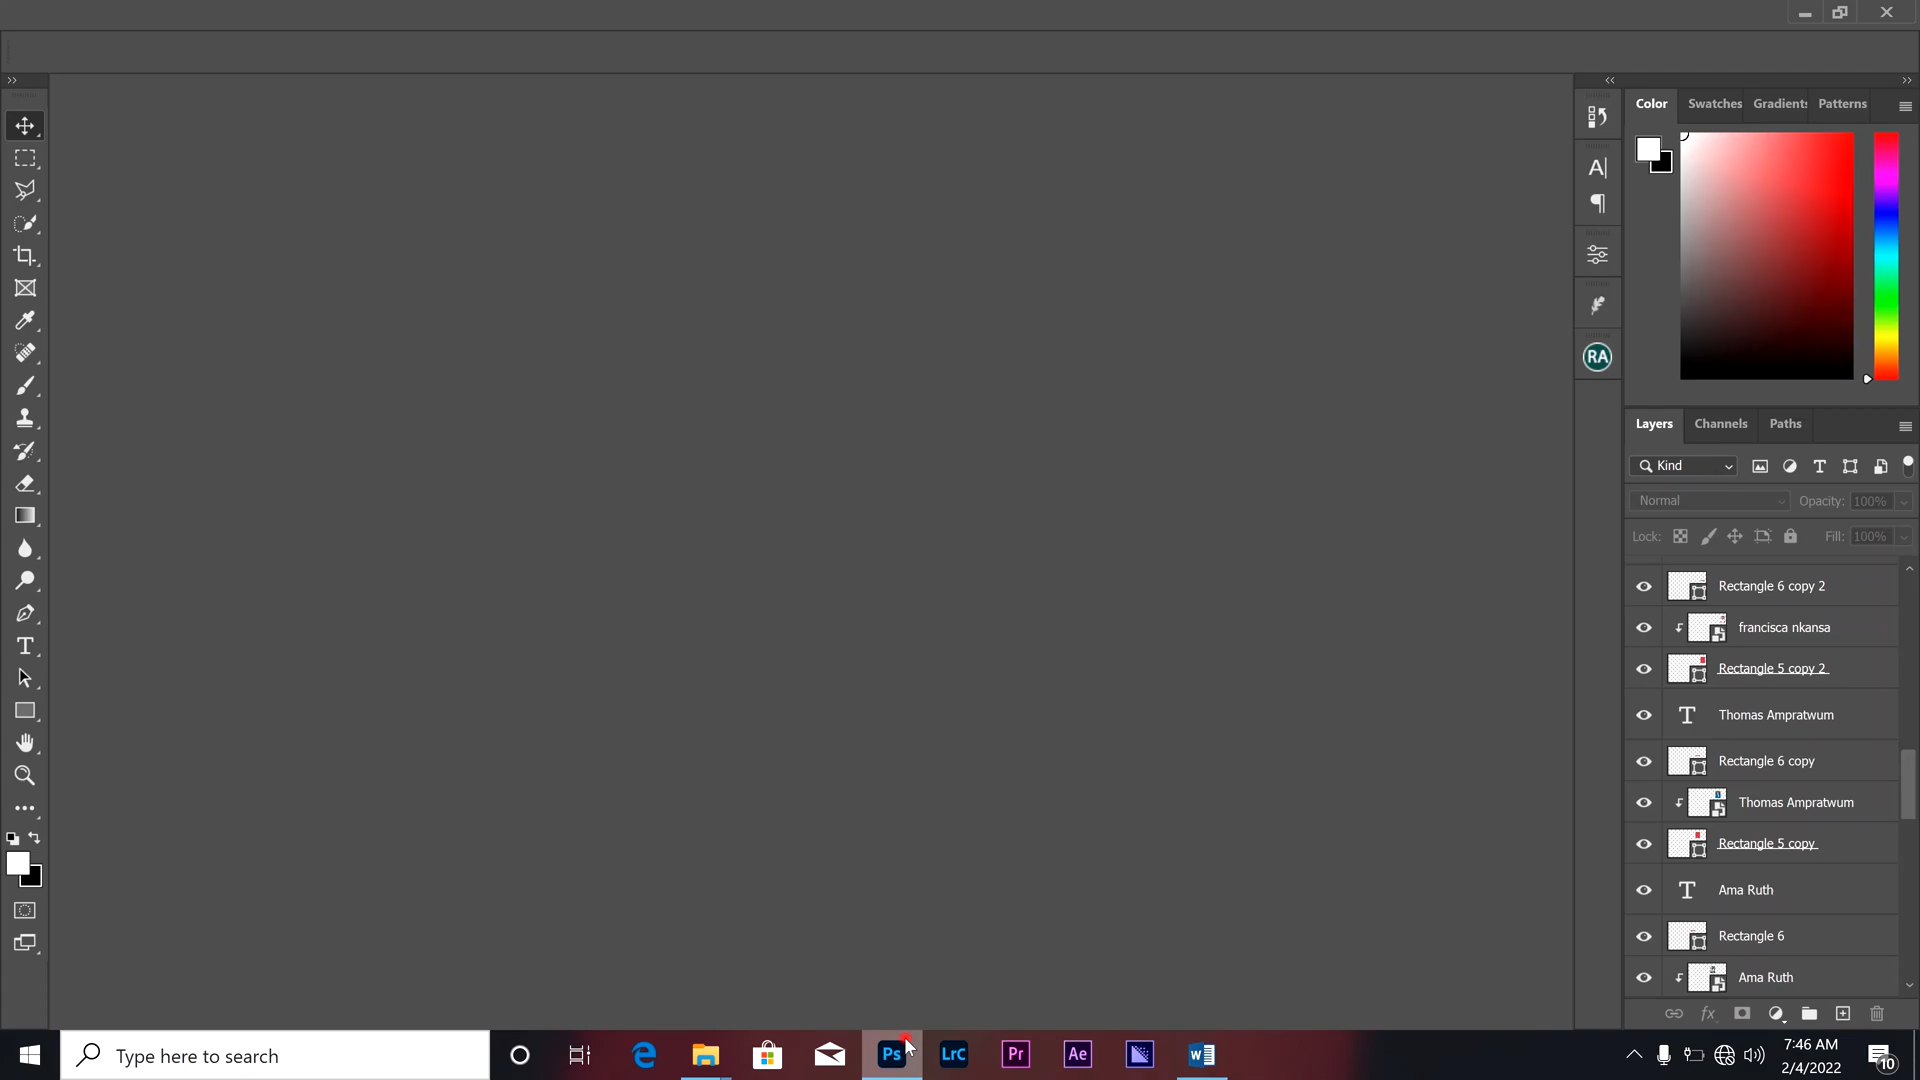 Color Swatches Gradients Patterns
A|
RA
Layers Channels Paths
Kind
T
Normal Opacity: 100%
Lock: Fill: 100%
Rectangle 6 copy 2
francisca nkansa
Rectangle 5 copy 2
T Thomas Ampratwum
Rectangle 6 copy
Thomas Ampratwum
Rectangle 5 copy
T Ama Ruth
Rectangle 6
Ama Ruth
T
Type here to search
Ps LrC Pr Ae W
7:46 AM
2/4/2022
10